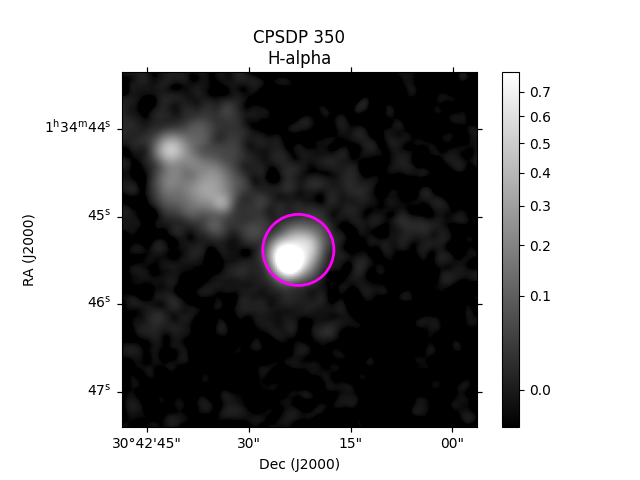 CPSDP 350
H-alpha
1ʰ34ᵐ44ˢ
45ˢ
46ˢ
47ˢ
RA (J2000)
30°42'45" 30" 15" 00"
Dec (J2000)
0.7
0.6
0.5
0.4
0.3
0.2
0.1
0.0